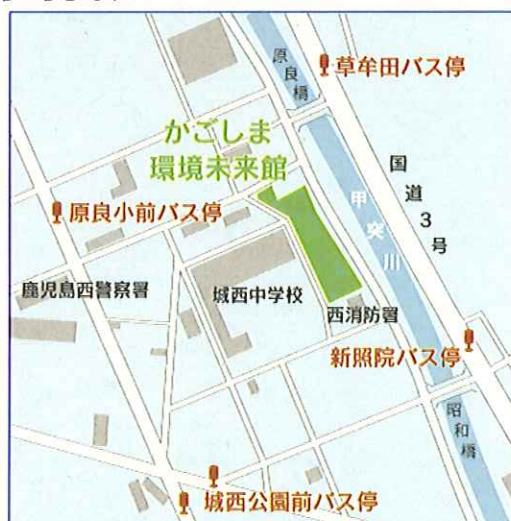 原良橋
草牟田バス停
かごしま
環境未来館
国道3号
甲突川
原良小前バス停
鹿児島西警察署
城西中学校
西消防署
新照院バス停
昭和橋
城西公園前バス停